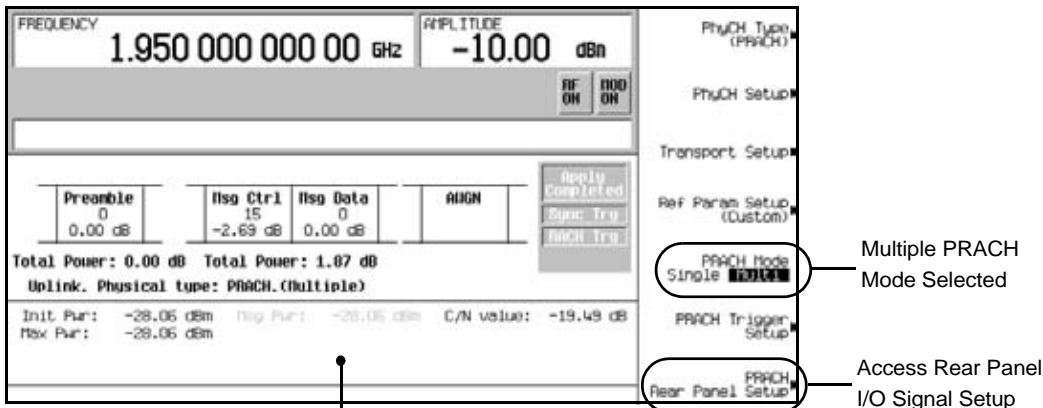 FREQUENCY
1.950 000 000 00 GHz
AMPLITUDE
-10.00 dBm
RF ON
MOD ON
PhyCH Type
(PRACH)
PhyCH Setup
Transport Setup
Ref Param Setup
(Custom)
PRACH Mode
Single Multi
PRACH Trigger
Setup
PRACH
Rear Panel Setup
Preamble
0
0.00 dB
Msg Ctrl
15
-2.69 dB
Msg Data
0
0.00 dB
AWGN
Apply
Completed
Sync Trg
RACH Trg
Total Power: 0.00 dB Total Power: 1.87 dB
Uplink. Physical type: PRACH.(Multiple)
Init Pwr: -28.06 dBm Msg Pwr: -28.06 dBm C/N value: -19.49 dB
Max Pwr: -28.06 dBm
Multiple PRACH
Mode Selected
Access Rear Panel
I/O Signal Setup